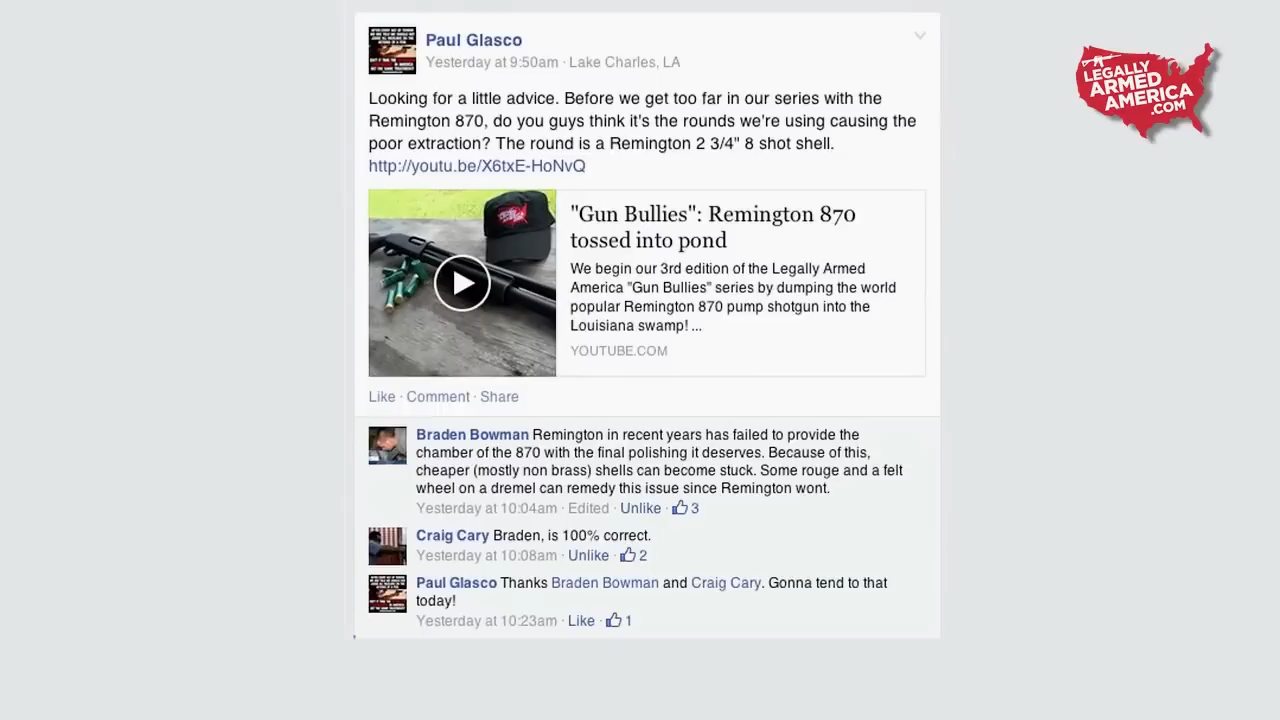 Paul Glasco
Yesterday at 9:50am · Lake Charles, LA
LEGALLY
ARMED
AMERICA
.COM
Looking for a little advice. Before we get too far in our series with the
Remington 870, do you guys think it's the rounds we're using causing the
poor extraction? The round is a Remington 2 3/4" 8 shot shell.
http://youtu.be/X6txE-HoNvQ
"Gun Bullies": Remington 870
tossed into pond
We begin our 3rd edition of the Legally Armed
America "Gun Bullies" series by dumping the world
popular Remington 870 pump shotgun into the
Louisiana swamp! ...
YOUTUBE.COM
Like · Comment · Share
Braden Bowman Remington in recent years has failed to provide the
chamber of the 870 with the final polishing it deserves. Because of this,
cheaper (mostly non brass) shells can become stuck. Some rouge and a felt
wheel on a dremel can remedy this issue since Remington wont.
Yesterday at 10:04am · Edited · Unlike · 3
Craig Cary Braden, is 100% correct.
Yesterday at 10:08am · Unlike · 2
Paul Glasco Thanks Braden Bowman and Craig Cary. Gonna tend to that
today!
Yesterday at 10:23am · Like · 1